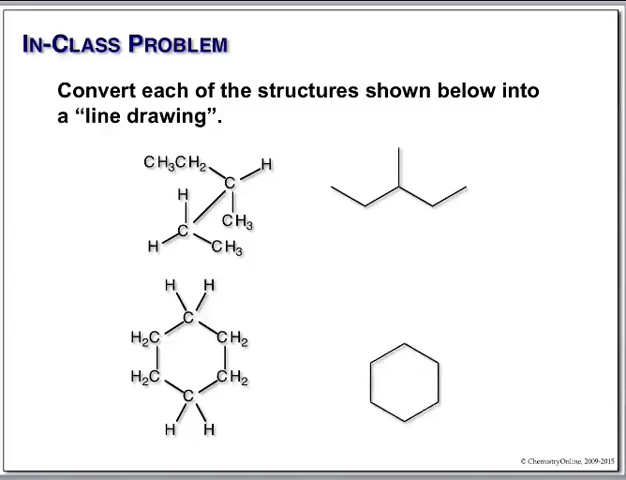 IN-CLASS PROBLEM
Convert each of the structures shown below into
a “line drawing”.
CH3CH2 H
C
H
CH3
C
H CH3
H H
C
H2C CH2
H2C CH2
C
H H
© ChemistryOnline, 2009-2015